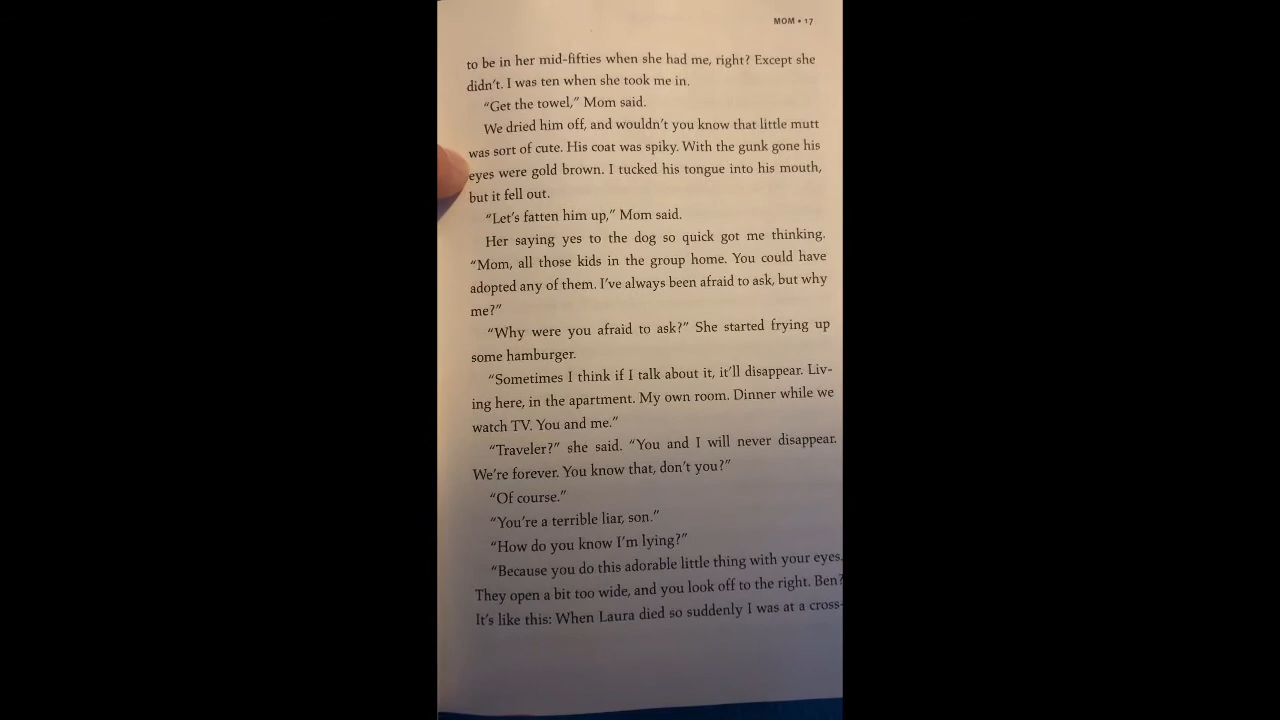 MOM • 17
to be in her mid-fifties when she had me, right? Except she
didn't. I was ten when she took me in.
“Get the towel,” Mom said.
We dried him off, and wouldn't you know that little mutt
was sort of cute. His coat was spiky. With the gunk gone his
eyes were gold brown. I tucked his tongue into his mouth,
but it fell out.
“Let's fatten him up,” Mom said.
Her saying yes to the dog so quick got me thinking.
“Mom, all those kids in the group home. You could have
adopted any of them. I've always been afraid to ask, but why
me?”
“Why were you afraid to ask?” She started frying up
some hamburger.
“Sometimes I think if I talk about it, it'll disappear. Liv-
ing here, in the apartment. My own room. Dinner while we
watch TV. You and me.”
“Traveler?” she said. “You and I will never disappear.
We're forever. You know that, don't you?”
“Of course.”
“You're a terrible liar, son.”
“How do you know I'm lying?”
“Because you do this adorable little thing with your eyes.
They open a bit too wide, and you look off to the right. Ben?
It's like this: When Laura died so suddenly I was at a cross-